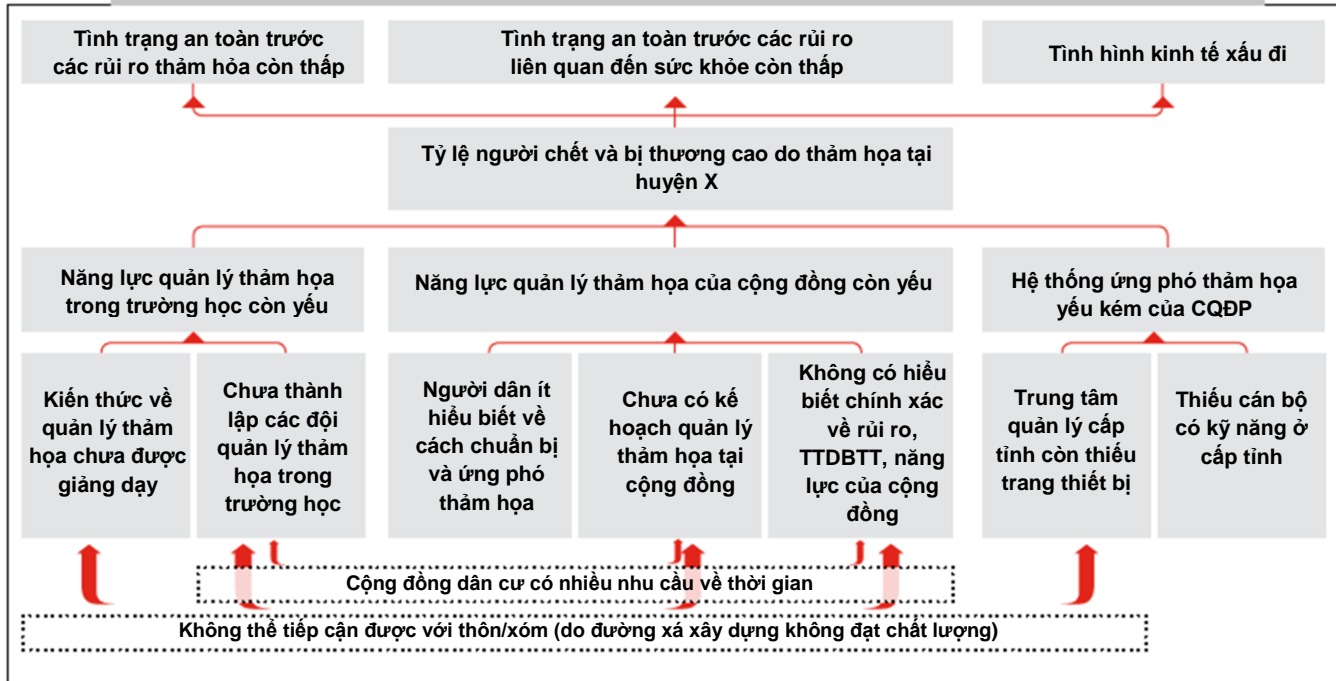 Tình trạng an toàn trước
các rủi ro thảm hỏa còn thấp
Tình trạng an toàn trước các rủi ro
liên quan đến sức khỏe còn thấp
Tình hình kinh tế xấu đi
Tỷ lệ người chết và bị thương cao do thảm họa tại
huyện X
Năng lực quản lý thảm họa
trong trường học còn yếu
Năng lực quản lý thảm họa của cộng đồng còn yếu
Hệ thống ứng phó thảm họa
yếu kém của CQĐP
Kiến thức về
quản lý thảm
họa chưa được
giảng dạy
Chưa thành
lập các đội
quản lý thảm
họa trong
trường học
Người dân ít
hiểu biết về
cách chuẩn bị
và ứng phó
thảm họa
Chưa có kế
hoạch quản lý
thảm họa tại
cộng đồng
Không có hiểu
biết chính xác
về rủi ro,
TTDBTT, năng
lực của cộng
đồng
Trung tâm
quản lý cấp
tỉnh còn thiếu
trang thiết bị
Thiếu cán bộ
có kỹ năng ở
cấp tỉnh
Cộng đồng dân cư có nhiều nhu cầu về thời gian
Không thể tiếp cận được với thôn/xóm (do đường xá xây dựng không đạt chất lượng)